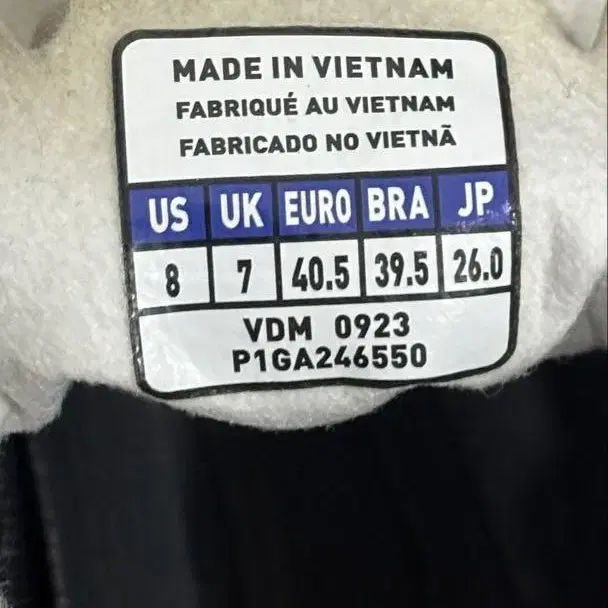 MADE IN VIETNAM
FABRIQUÉ AU VIETNAM
FABRICADO NO VIETNÃ
US UK EURO BRA JP
8 7 40.5 39.5 26.0
VDM 0923
P1GA246550